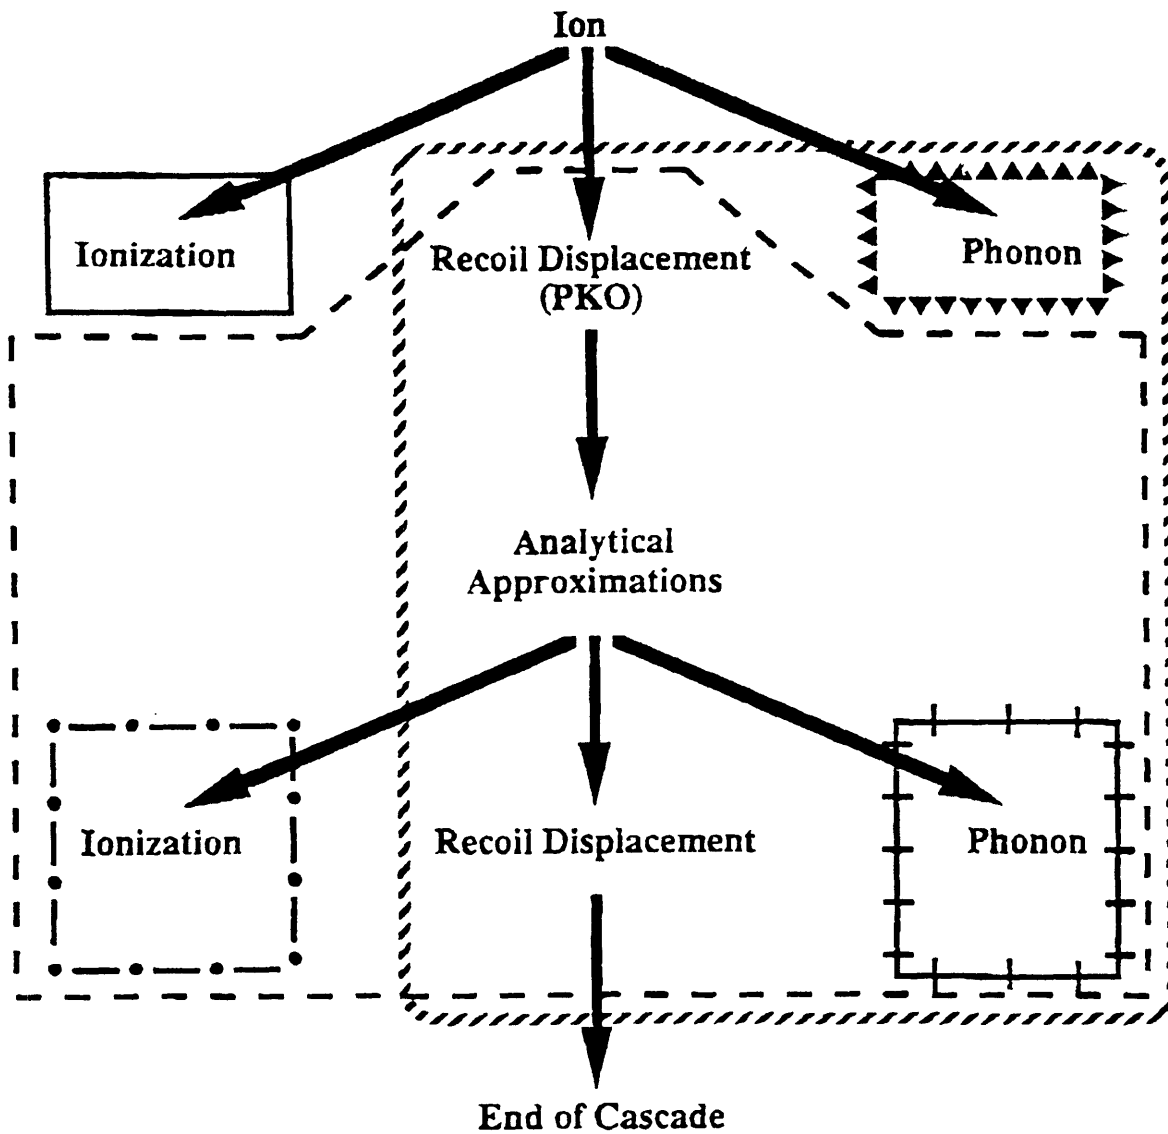 Ion
Ionization
Recoil Displacement
(PKO)
Phonon
Analytical
Approximations
Ionization
Recoil Displacement
Phonon
End of Cascade